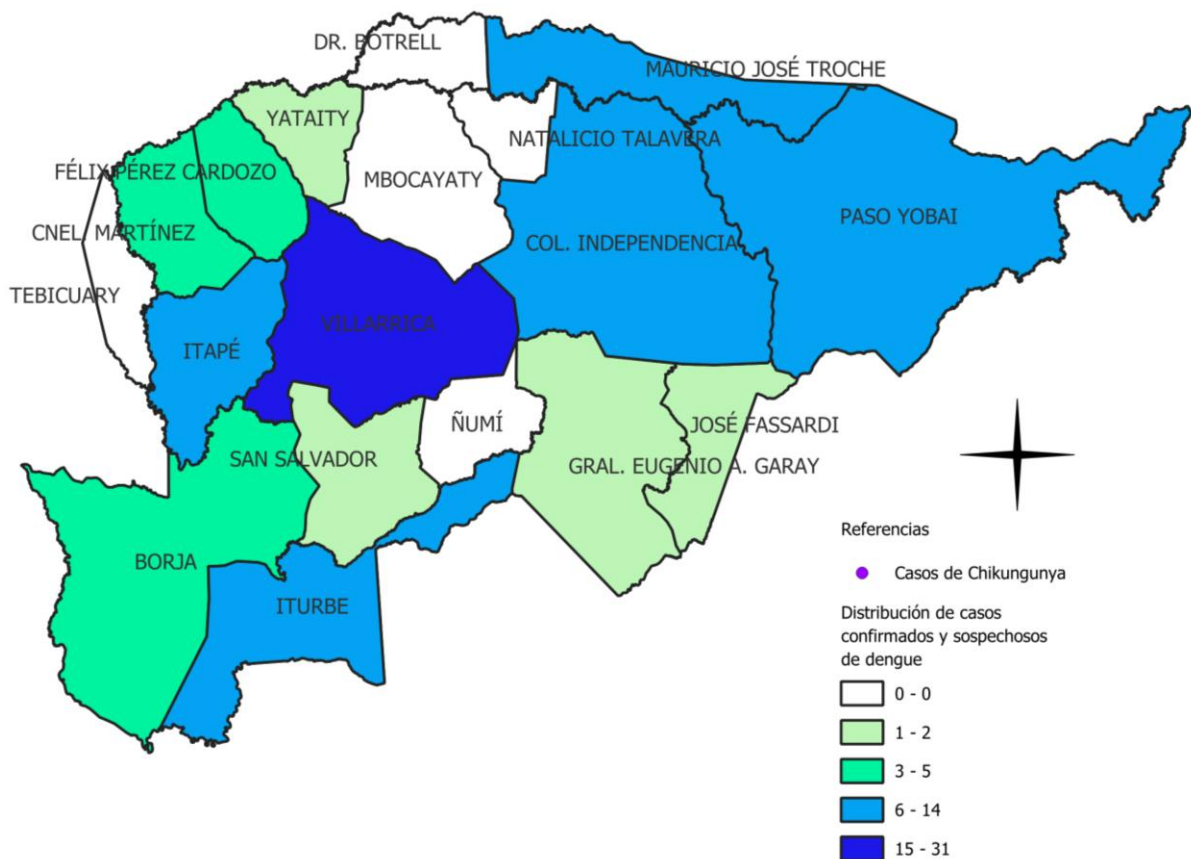 DR. BOTRELL
MAURICIO JOSÉ TROCHE
YATAITY
NATALICIO TALAVERA
FÉLIX PÉREZ CARDOZO
MBOCAYATY
PASO YOBAI
CNEL. MARTÍNEZ
COL. INDEPENDENCIA
TEBICUARY
VILLARRICA
ITAPÉ
ÑUMÍ
JOSÉ FASSARDI
SAN SALVADOR
GRAL. EUGENIO A. GARAY
BORJA
ITURBE
Referencias
Casos de Chikungunya
Distribución de casos
confirmados y sospechosos
de dengue
0 - 0
1 - 2
3 - 5
6 - 14
15 - 31